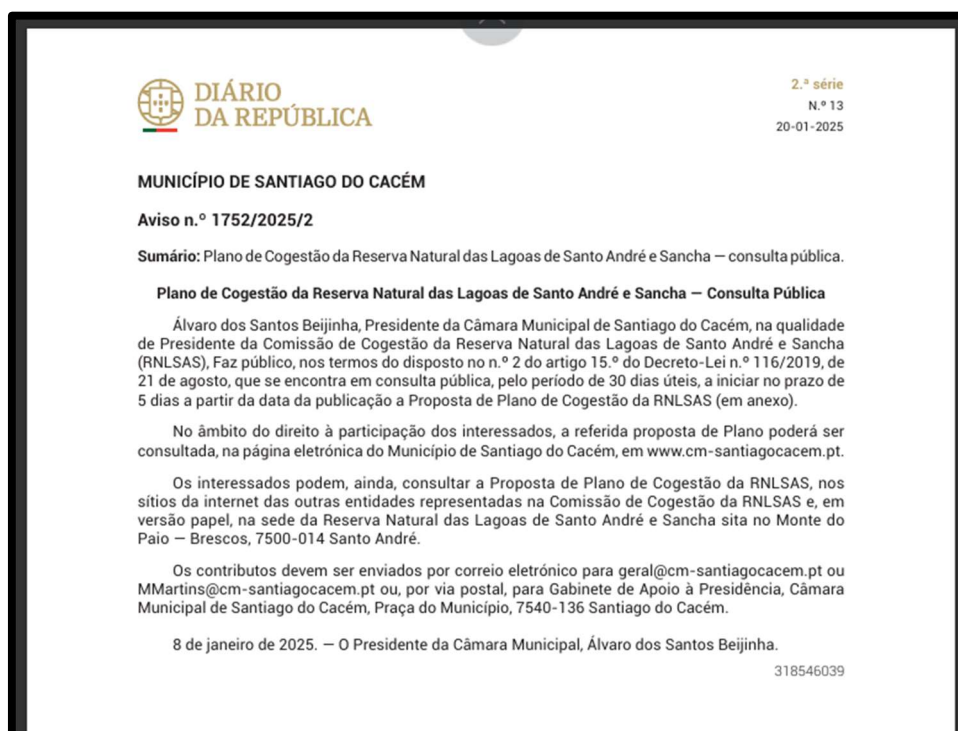 DIÁRIO
DA REPÚBLICA
2.ª série
N.º 13
20-01-2025
MUNICÍPIO DE SANTIAGO DO CACÉM
Aviso n.º 1752/2025/2
Sumário: Plano de Cogestão da Reserva Natural das Lagoas de Santo André e Sancha — consulta pública.
Plano de Cogestão da Reserva Natural das Lagoas de Santo André e Sancha — Consulta Pública
Álvaro dos Santos Beijinha, Presidente da Câmara Municipal de Santiago do Cacém, na qualidade
de Presidente da Comissão de Cogestão da Reserva Natural das Lagoas de Santo André e Sancha
(RNLSAS), Faz público, nos termos do disposto no n.º 2 do artigo 15.º do Decreto-Lei n.º 116/2019, de
21 de agosto, que se encontra em consulta pública, pelo período de 30 dias úteis, a iniciar no prazo de
5 dias a partir da data da publicação a Proposta de Plano de Cogestão da RNLSAS (em anexo).
No âmbito do direito à participação dos interessados, a referida proposta de Plano poderá ser
consultada, na página eletrónica do Município de Santiago do Cacém, em www.cm-santiagocacem.pt.
Os interessados podem, ainda, consultar a Proposta de Plano de Cogestão da RNLSAS, nos
sítios da internet das outras entidades representadas na Comissão de Cogestão da RNLSAS e, em
versão papel, na sede da Reserva Natural das Lagoas de Santo André e Sancha sita no Monte do
Paio — Brescos, 7500-014 Santo André.
Os contributos devem ser enviados por correio eletrónico para geral@cm-santiagocacem.pt ou
MMartins@cm-santiagocacem.pt ou, por via postal, para Gabinete de Apoio à Presidência, Câmara
Municipal de Santiago do Cacém, Praça do Município, 7540-136 Santiago do Cacém.
8 de janeiro de 2025. — O Presidente da Câmara Municipal, Álvaro dos Santos Beijinha.
318546039